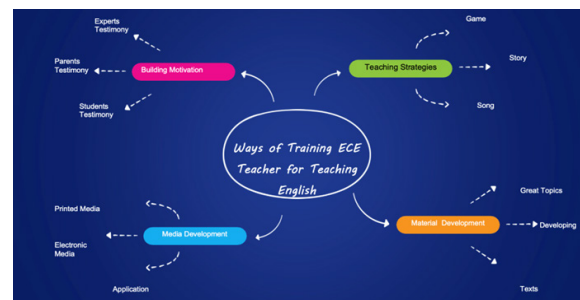 Experts
Testimony
Building Motivation
Parents
Testimony
Students
Testimony
Game
Teaching Strategies
Story
Song
Ways of Training ECE
Teacher for Teaching
English
Printed Media
Media Development
Electronic
Media
Application
Great Topics
Material Development
Developing
Texts